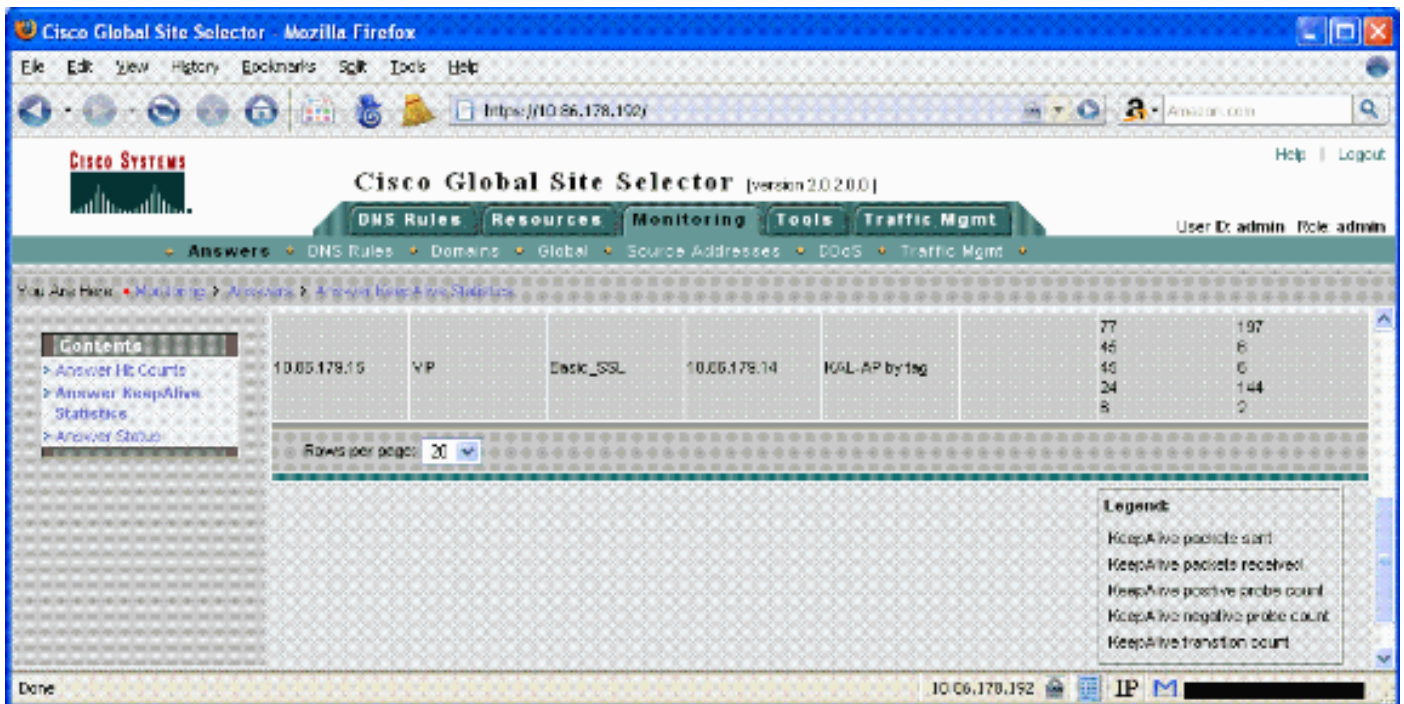 Cisco Global Site Selector - Mozilla Firefox
File Edit View History Bookmarks Split Tools Help
https://10.86.178.192/
Amazon.com
Help | Logout
CISCO SYSTEMS
Cisco Global Site Selector [version 2.0.2.0.0]
DNS Rules Resources Monitoring Tools Traffic Mgmt
User ID: admin Role: admin
Answers DNS Rules Domains Global Source Addresses DDoS Traffic Mgmt
You Are Here: Monitoring > Answers > Answer KeepAlive Statistics
Contents
> Answer Hit Counts
> Answer KeepAlive Statistics
> Answer Status
VIP Basic_SSL KAL-AP by tag
77 197
45 6
45 6
24 144
8 2
Rows per page: 20
Legend:
KeepAlive packets sent
KeepAlive packets received
KeepAlive positive probe count
KeepAlive negative probe count
KeepAlive transition count
Done
IP